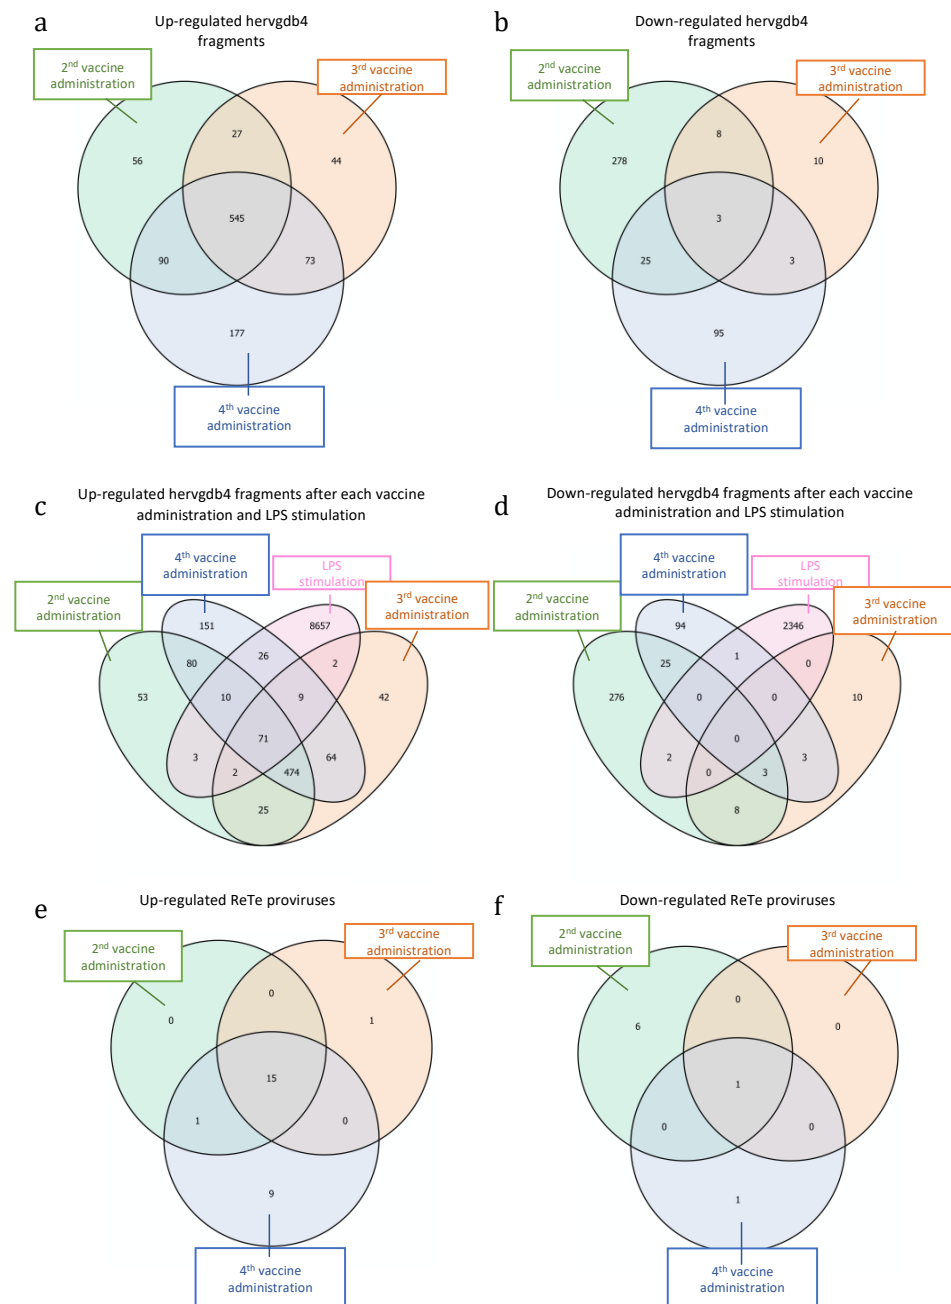 a
Up-regulated hervgdb4
fragments
2nd vaccine
administration
3rd vaccine
administration
27
56
44
545
90
73
177
4th vaccine
administration
b
Down-regulated hervgdb4
fragments
2nd vaccine
administration
3rd vaccine
administration
8
278
10
3
25
3
95
4th vaccine
administration
c
Up-regulated hervgdb4 fragments after each vaccine
administration and LPS stimulation
4th vaccine
administration
LPS
stimulation
2nd vaccine
administration
3rd vaccine
administration
151
8657
80
26
2
53
10
9
42
71
3
64
2
474
25
d
Down-regulated hervgdb4 fragments after each vaccine
administration and LPS stimulation
4th vaccine
administration
LPS
stimulation
2nd vaccine
administration
3rd vaccine
administration
94
2346
25
1
0
276
0
0
10
0
2
3
0
3
8
e
Up-regulated ReTe proviruses
2nd vaccine
administration
3rd vaccine
administration
0
0
1
15
1
0
9
4th vaccine
administration
f
Down-regulated ReTe proviruses
2nd vaccine
administration
3rd vaccine
administration
0
6
0
1
0
0
1
4th vaccine
administration